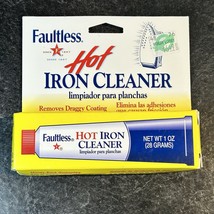 Faultless
Hot
IRON CLEANER
limpiador para planchas
Removes Draggy Coating
Elimina las adhesiones
Faultless
HOT IRON
CLEANER
limpiador para planchas
NET WT 1 OZ
(28 GRAMS)